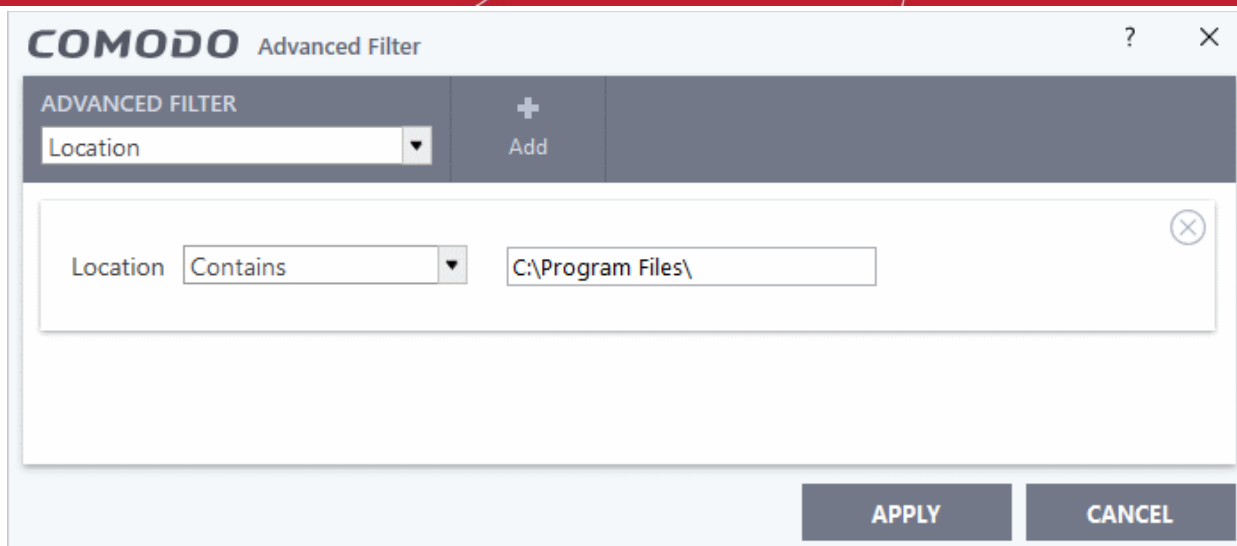 COMODO Advanced Filter ?
ADVANCED FILTER
Location
Add
Location Contains C:\Program Files\
APPLY CANCEL